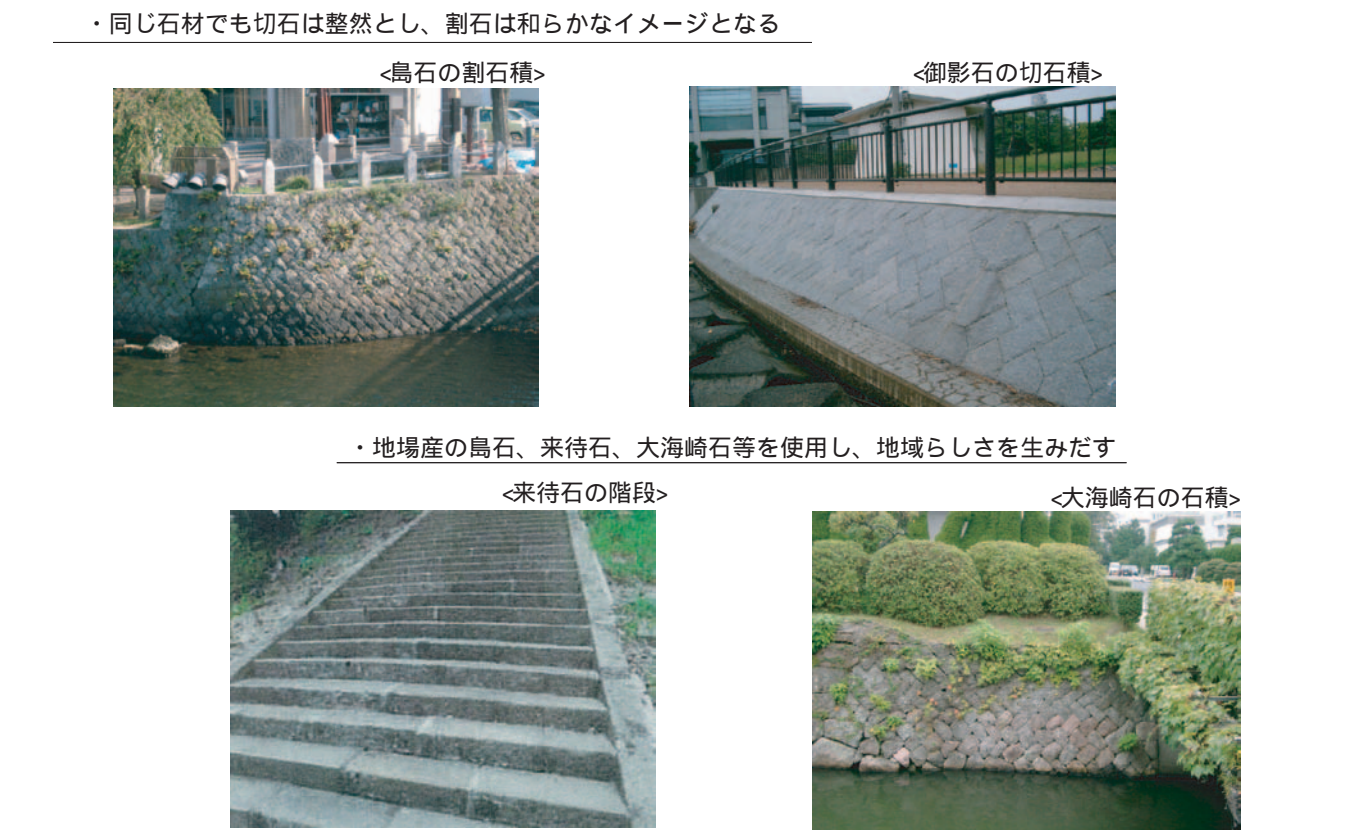 ・同じ石材でも切石は整然とし、割石は和らかなイメージとなる
<島石の割石積>
<御影石の切石積>
・地場産の島石、来待石、大海崎石等を使用し、地域らしさを生みだす
<来待石の階段>
<大海崎石の石積>